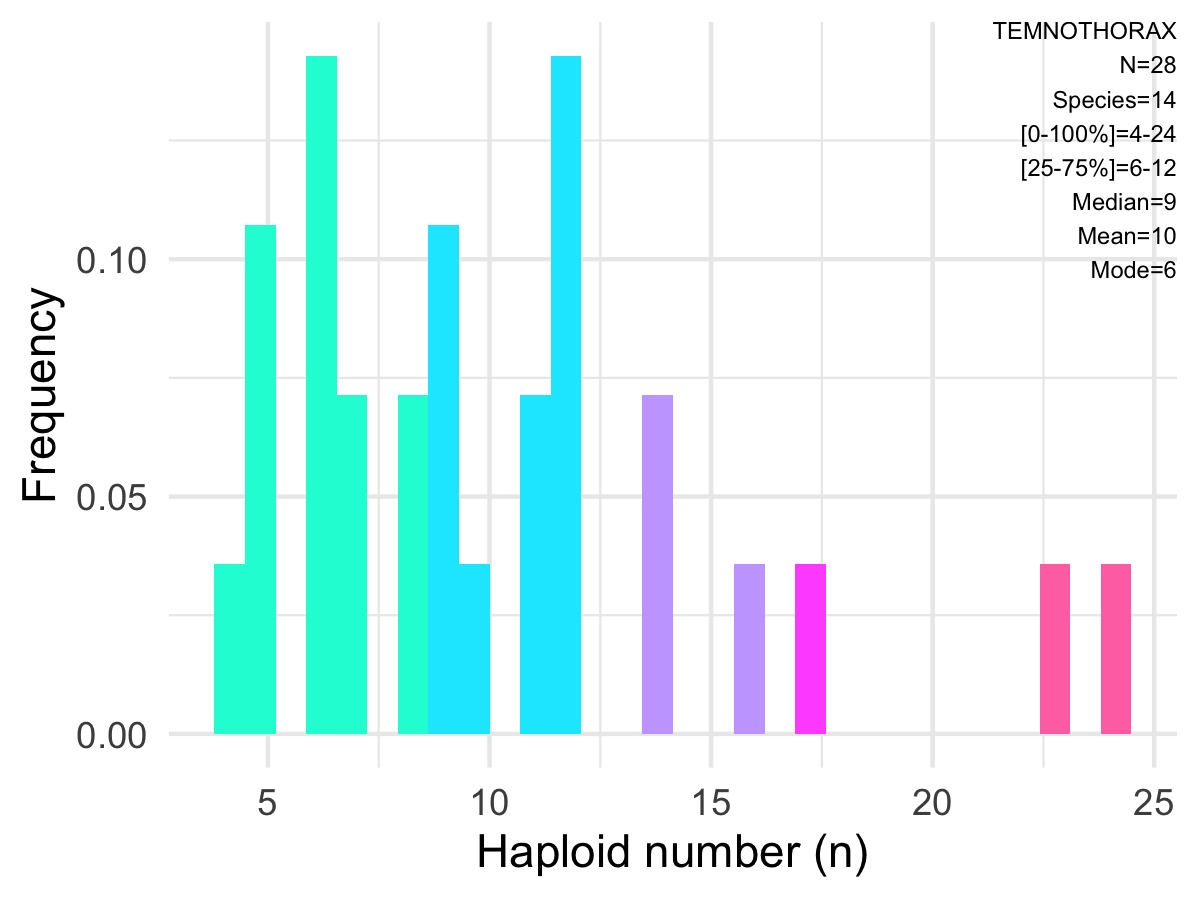 TEMNOTHORAX
N=28
Species=14
[0-100%]=4-24
[25-75%]=6-12
Median=9
Mean=10
Mode=6
Frequency
0.10
0.05
0.00
5 10 15 20 25
Haploid number (n)